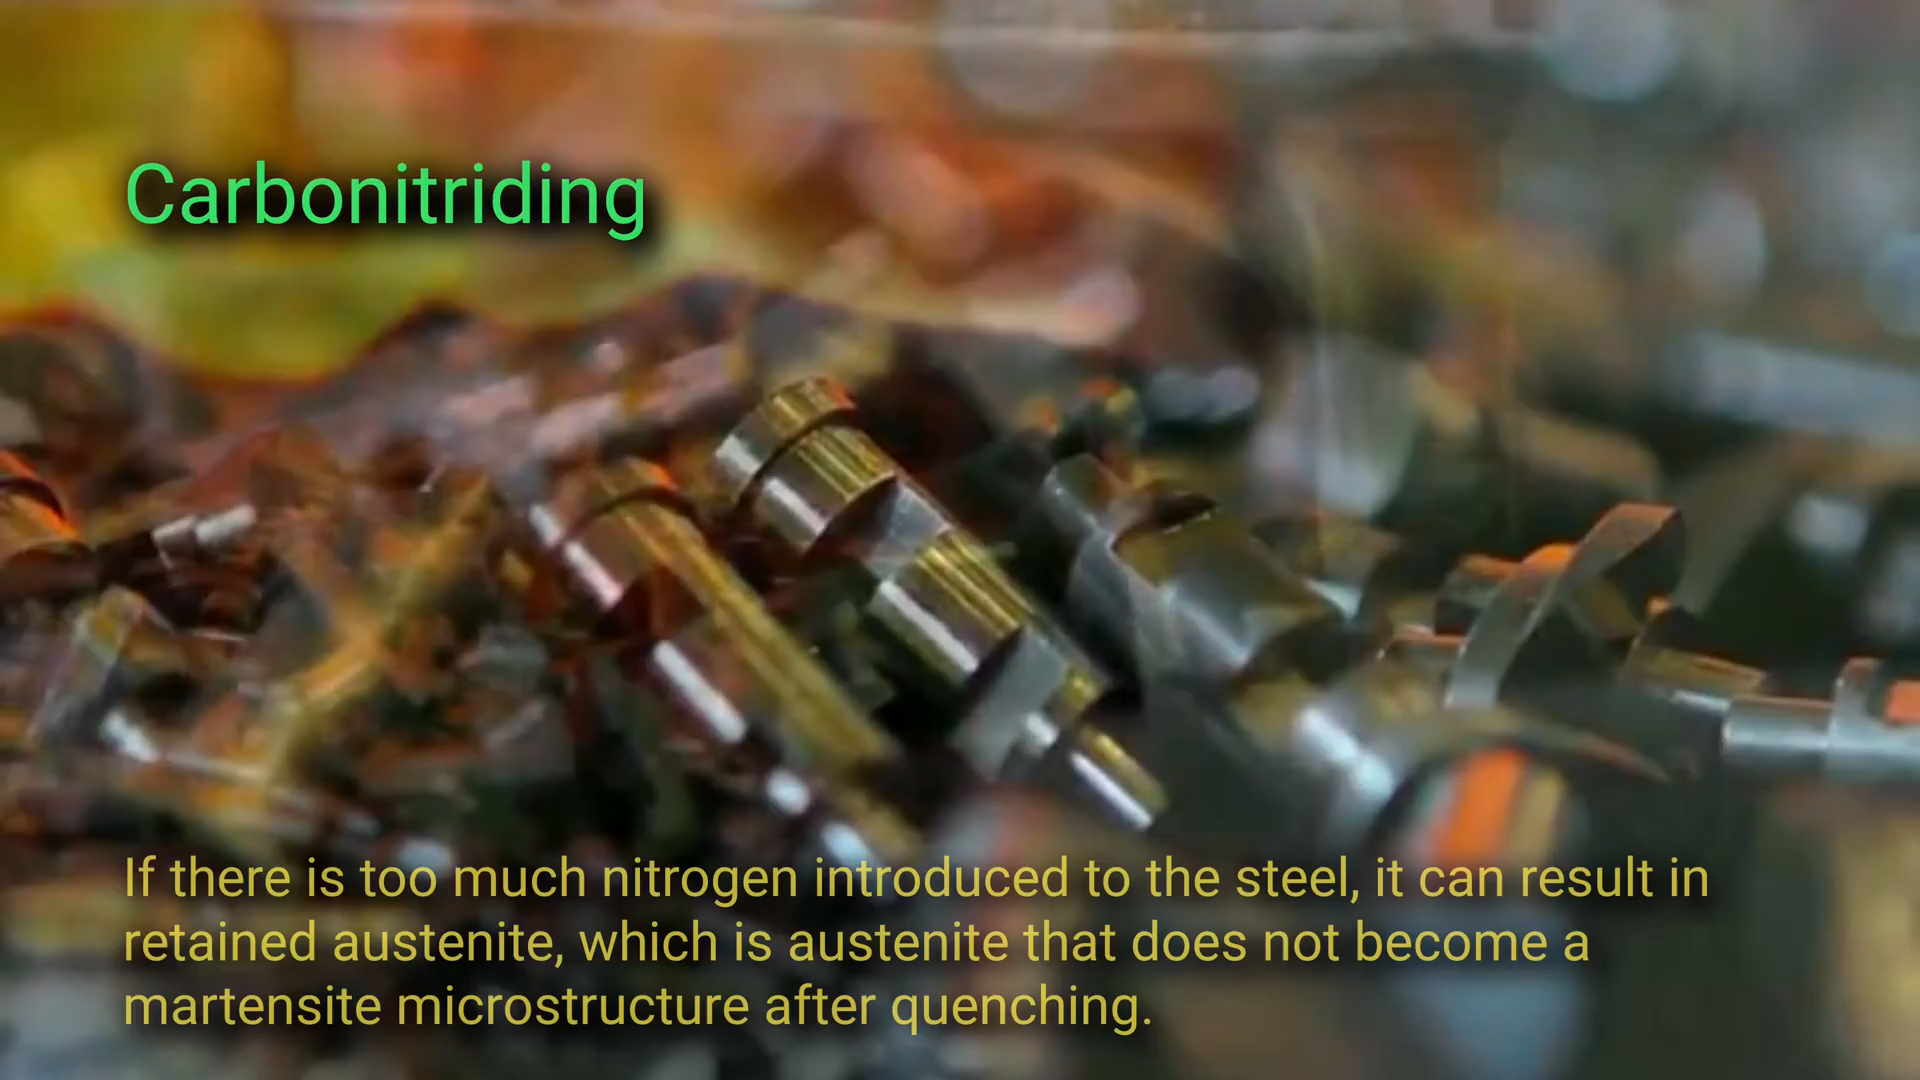 Carbonitriding
If there is too much nitrogen introduced to the steel, it can result in
retained austenite, which is austenite that does not become a
martensite microstructure after quenching.